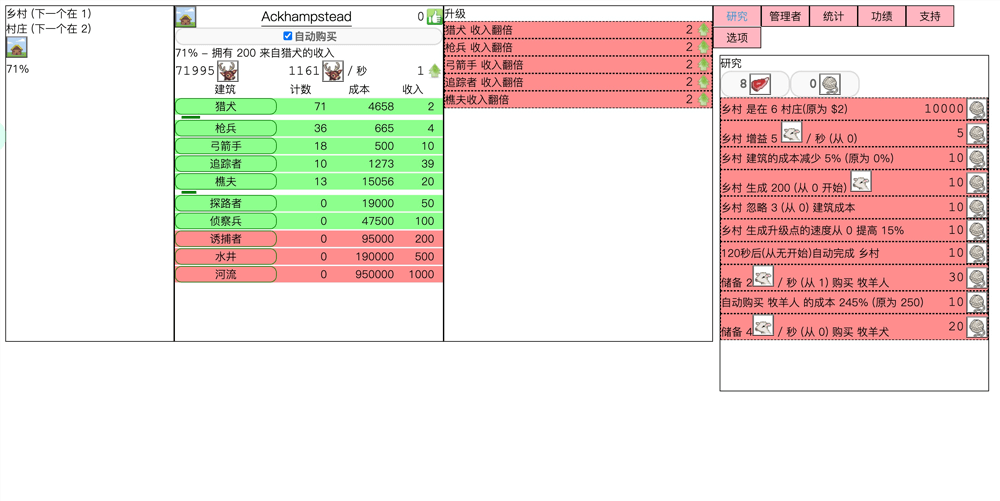 乡村 (下一个在 1)
村庄 (下一个在 2)
71%
Ackhampstead 0
自动购买
71% – 拥有 200 来自猎犬的收入
71995 1161 / 秒 1
建筑 计数 成本 收入
猎犬 71 4658 2
枪兵 36 665 4
弓箭手 18 500 10
追踪者 10 1273 39
樵夫 13 15056 20
探路者 0 19000 50
侦察兵 0 47500 100
诱捕者 0 95000 200
水井 0 190000 500
河流 0 950000 1000
升级
猎犬 收入翻倍 2
枪兵 收入翻倍 2
弓箭手 收入翻倍 2
追踪者 收入翻倍 2
樵夫收入翻倍 2
研究 管理者 统计 功绩 支持
选项
研究
8 0
乡村 是在 6 村庄(原为 $2) 10000
乡村 增益 5 / 秒 (从 0) 5
乡村 建筑的成本减少 5% (原为 0%) 10
乡村 生成 200 (从 0 开始) 10
乡村 忽略 3 (从 0) 建筑成本 10
乡村 生成升级点的速度从 0 提高 15% 10
120秒后(从无开始)自动完成 乡村 10
储备 2 / 秒 (从 1) 购买 牧羊人 30
自动购买 牧羊人 的成本 245% (原为 250) 10
储备 4 / 秒 (从 0) 购买 牧羊犬 20